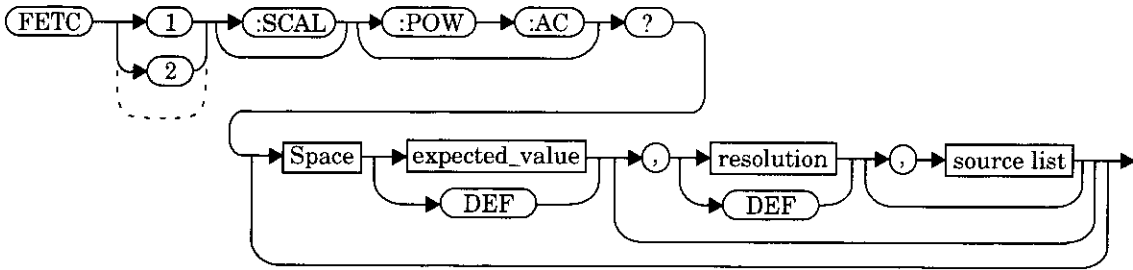 FETC 1 :SCAL :POW :AC ?
2
Space expected_value , resolution , source list
DEF DEF